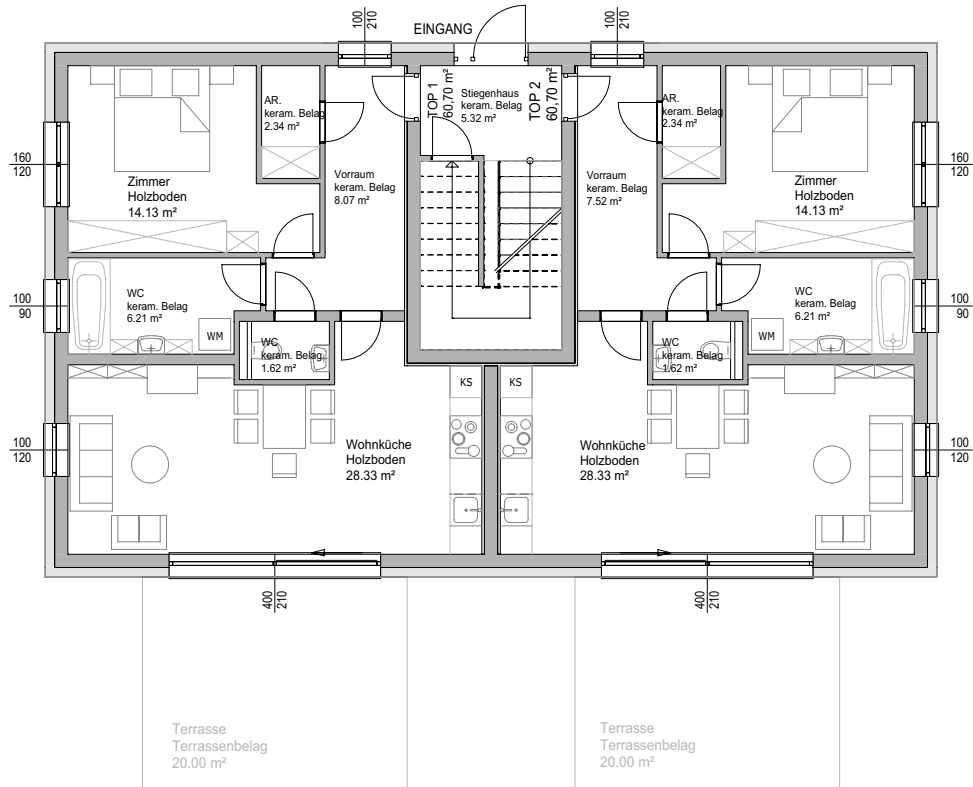 100
210
EINGANG
100
210
TOP 1
60,70 m²
Stiegenhaus
keram. Belag
5.32 m²
TOP 2
60,70 m²
AR.
keram. Belag
2.34 m²
AR.
keram. Belag
2.34 m²
160
120
Zimmer
Holzboden
14.13 m²
Vorraum
keram. Belag
8.07 m²
Vorraum
keram. Belag
7.52 m²
Zimmer
Holzboden
14.13 m²
160
120
100
90
WC
keram. Belag
6.21 m²
WM
WC
keram. Belag
1.62 m²
WC
keram. Belag
1.62 m²
WM
WC
keram. Belag
6.21 m²
100
90
KS
KS
100
120
Wohnküche
Holzboden
28.33 m²
Wohnküche
Holzboden
28.33 m²
100
120
400
210
400
210
Terrasse
Terrassenbelag
20.00 m²
Terrasse
Terrassenbelag
20.00 m²